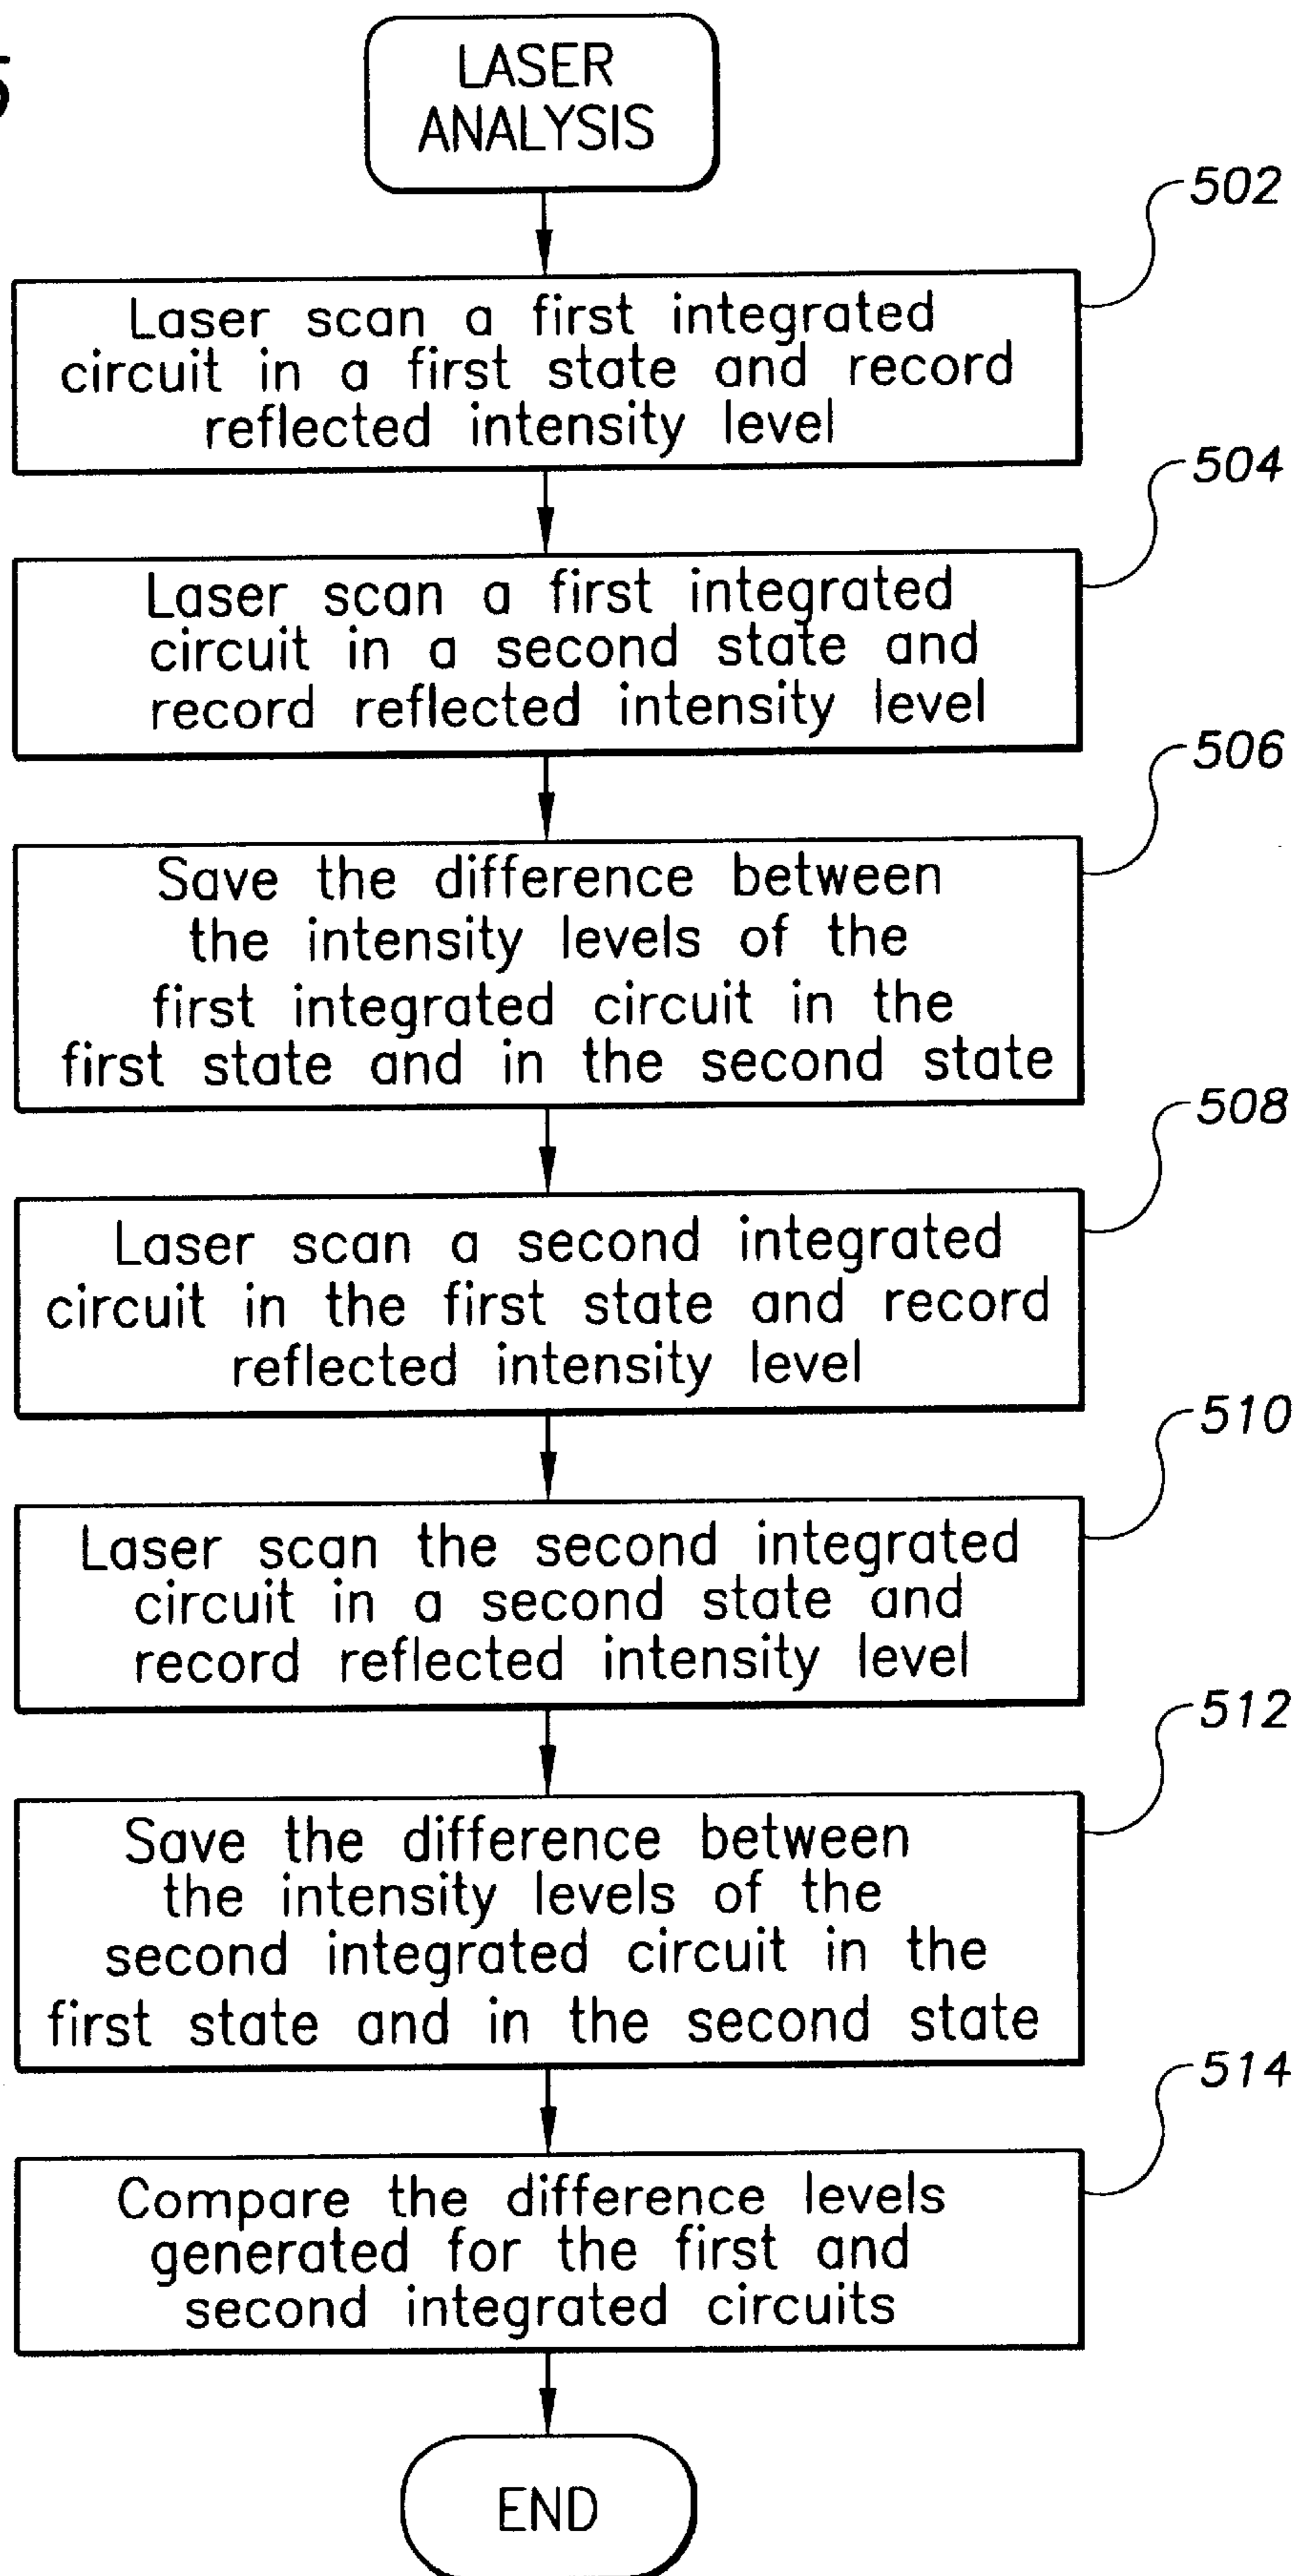 5
LASER
ANALYSIS
502
Laser scan a first integrated
circuit in a first state and record
reflected intensity level
504
Laser scan a first integrated
circuit in a second state and
record reflected intensity level
506
Save the difference between
the intensity levels of the
first integrated circuit in the
first state and in the second state
508
Laser scan a second integrated
circuit in the first state and record
reflected intensity level
510
Laser scan the second integrated
circuit in a second state and
record reflected intensity level
512
Save the difference between
the intensity levels of the
second integrated circuit in the
first state and in the second state
514
Compare the difference levels
generated for the first and
second integrated circuits
END